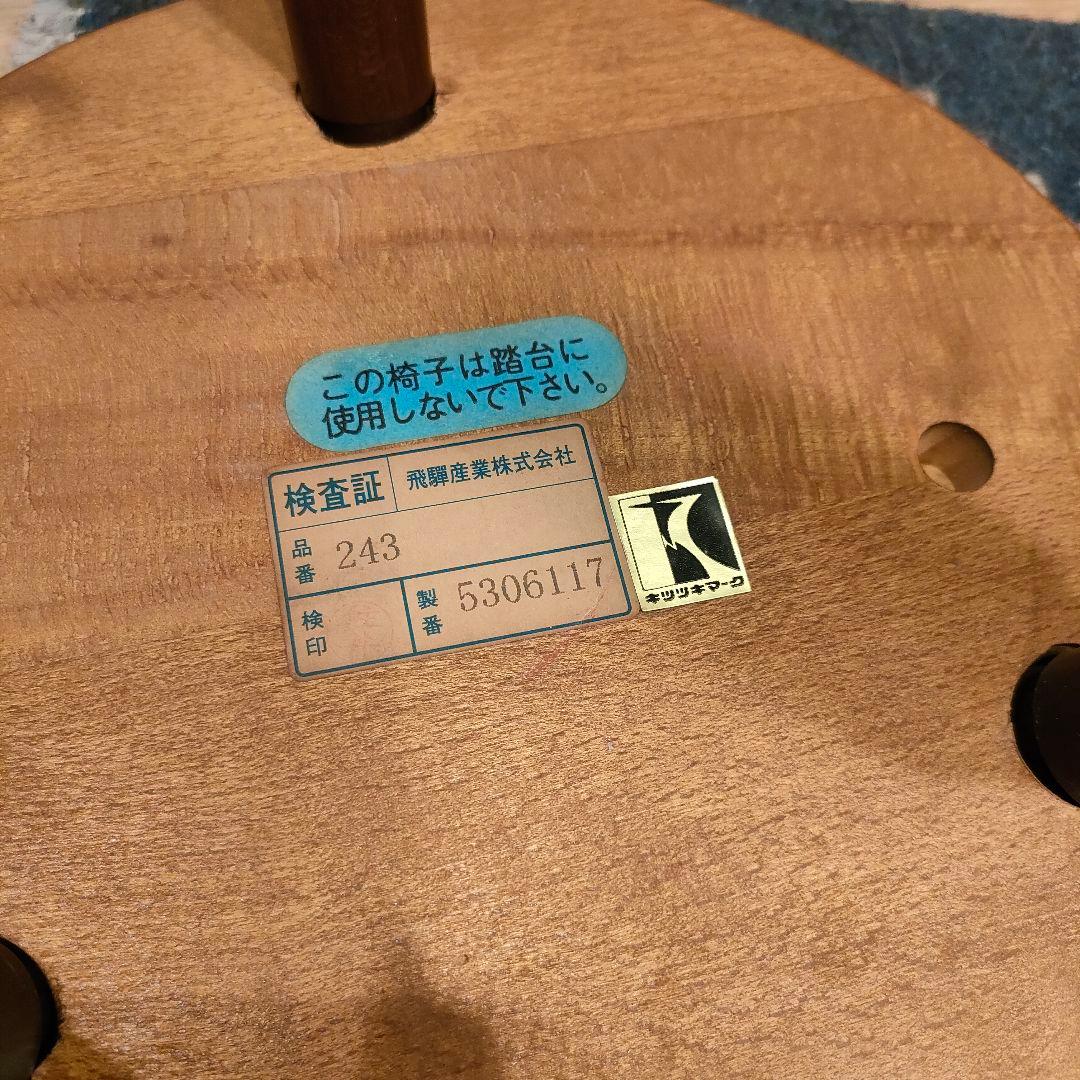 この椅子は踏台に
使用しないで下さい。
検査証
飛驒産業株式会社
品番
243
検印
製番
5306117
キツツキマーク